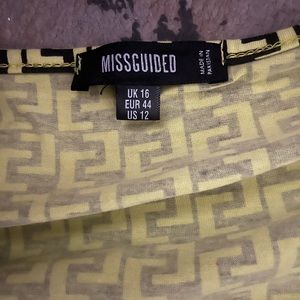 MISSGUIDED
MADE IN
PAKISTAN
UK 16
EUR 44
US 12